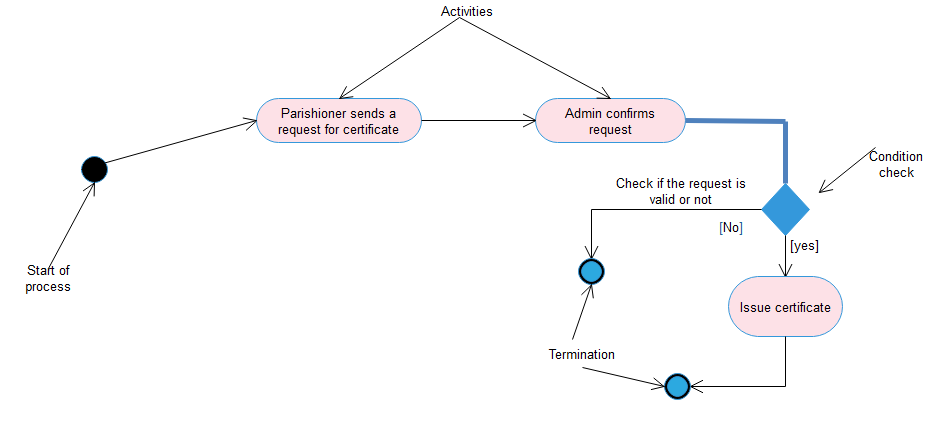 Activities
Parishioner sends a
request for certificate
Admin confirms
request
Condition
check
Check if the request is
valid or not
[No]
[yes]
Start of
process
Issue certificate
Termination